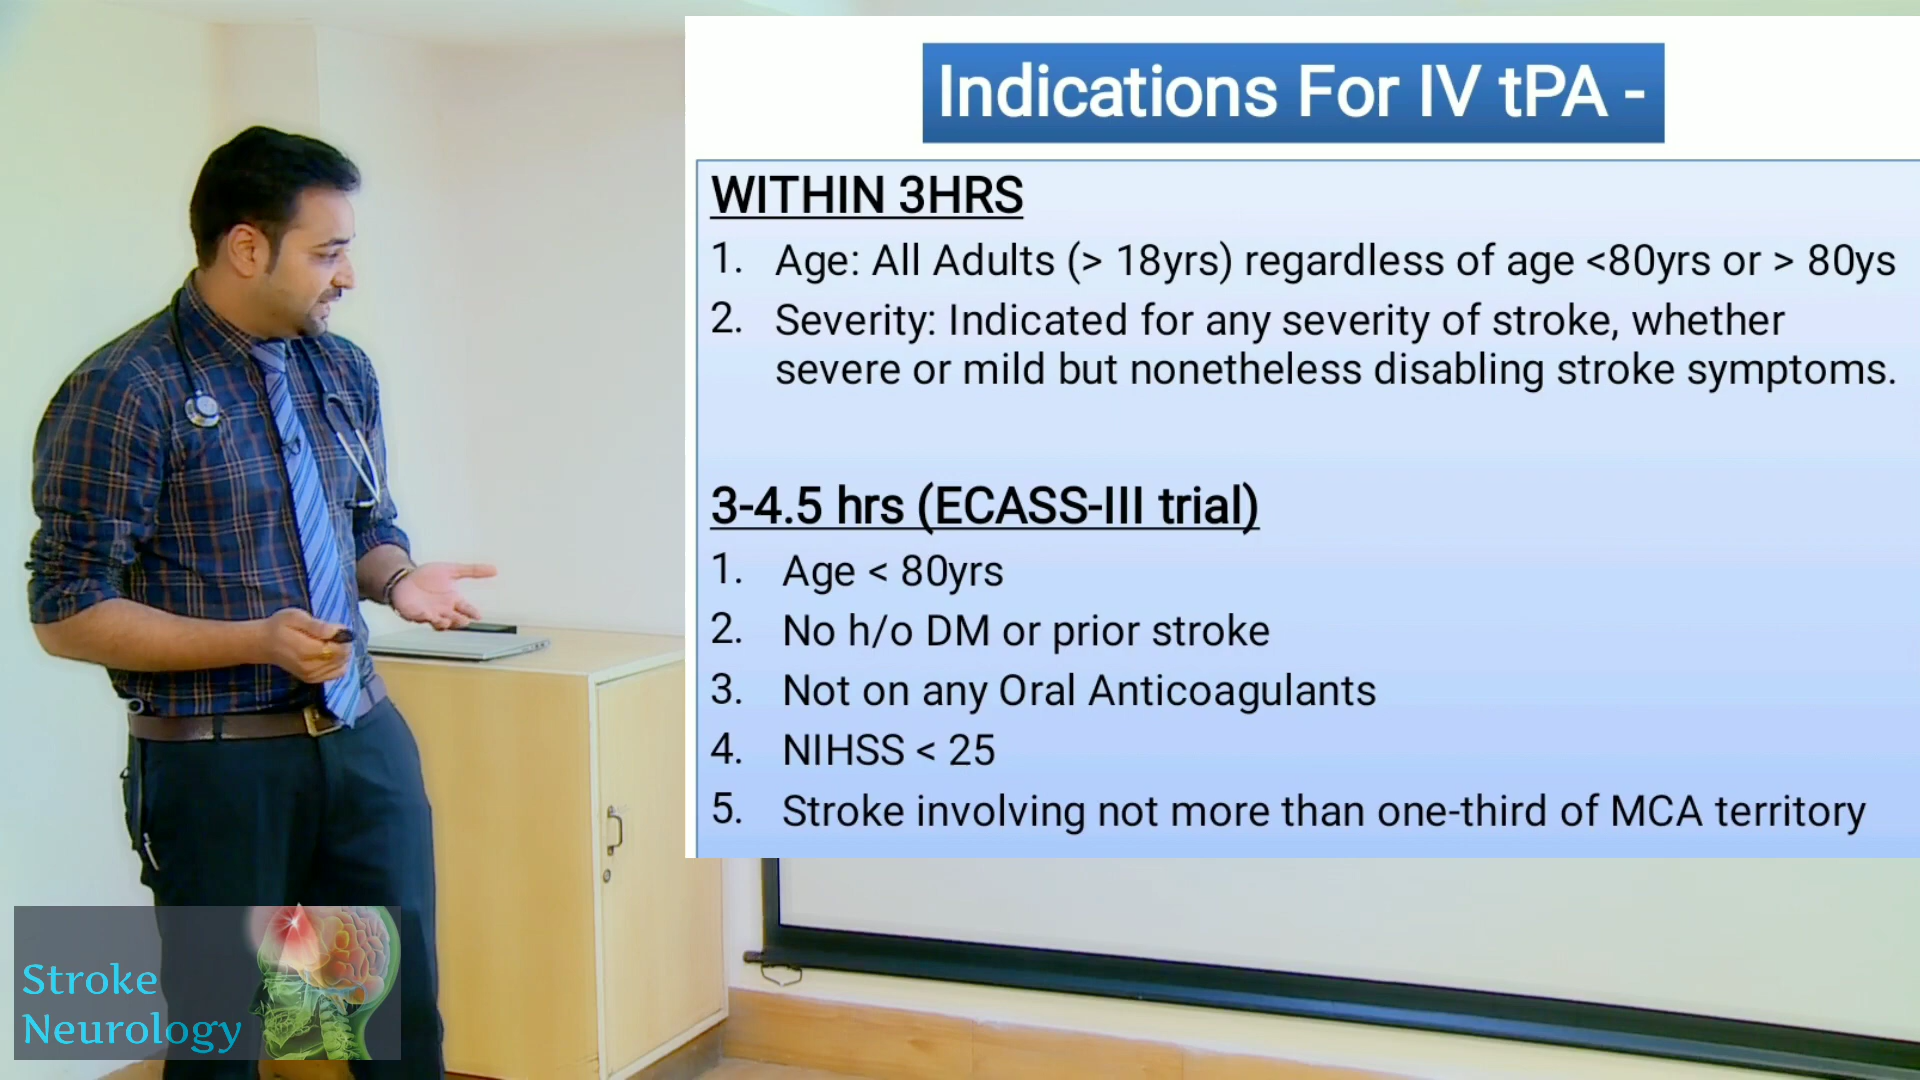 Indications For IV tPA -
WITHIN 3HRS
1. Age: All Adults (> 18yrs) regardless of age <80yrs or > 80ys
2. Severity: Indicated for any severity of stroke, whether
severe or mild but nonetheless disabling stroke symptoms.
3-4.5 hrs (ECASS-III trial)
1. Age < 80yrs
2. No h/o DM or prior stroke
3. Not on any Oral Anticoagulants
4. NIHSS < 25
5. Stroke involving not more than one-third of MCA territory
Stroke
Neurology